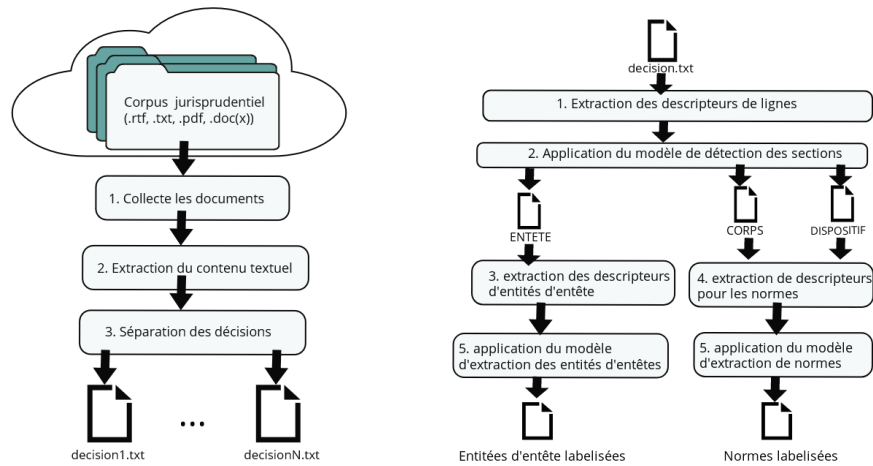 Corpus jurisprudentiel
(.rtf, .txt, .pdf, .doc(x))
1. Collecte les documents
2. Extraction du contenu textuel
3. Séparation des décisions
...
decision1.txt
decisionN.txt
decision.txt
1. Extraction des descripteurs de lignes
2. Application du modèle de détection des sections
ENTETE
CORPS
DISPOSITIF
3. extraction des descripteurs
d'entités d'entête
4. extraction de descripteurs
pour les normes
5. application du modèle
d'extraction des entités d'entêtes
5. application du modèle
d'extraction de normes
Entitées d'entête labelisées
Normes labelisées